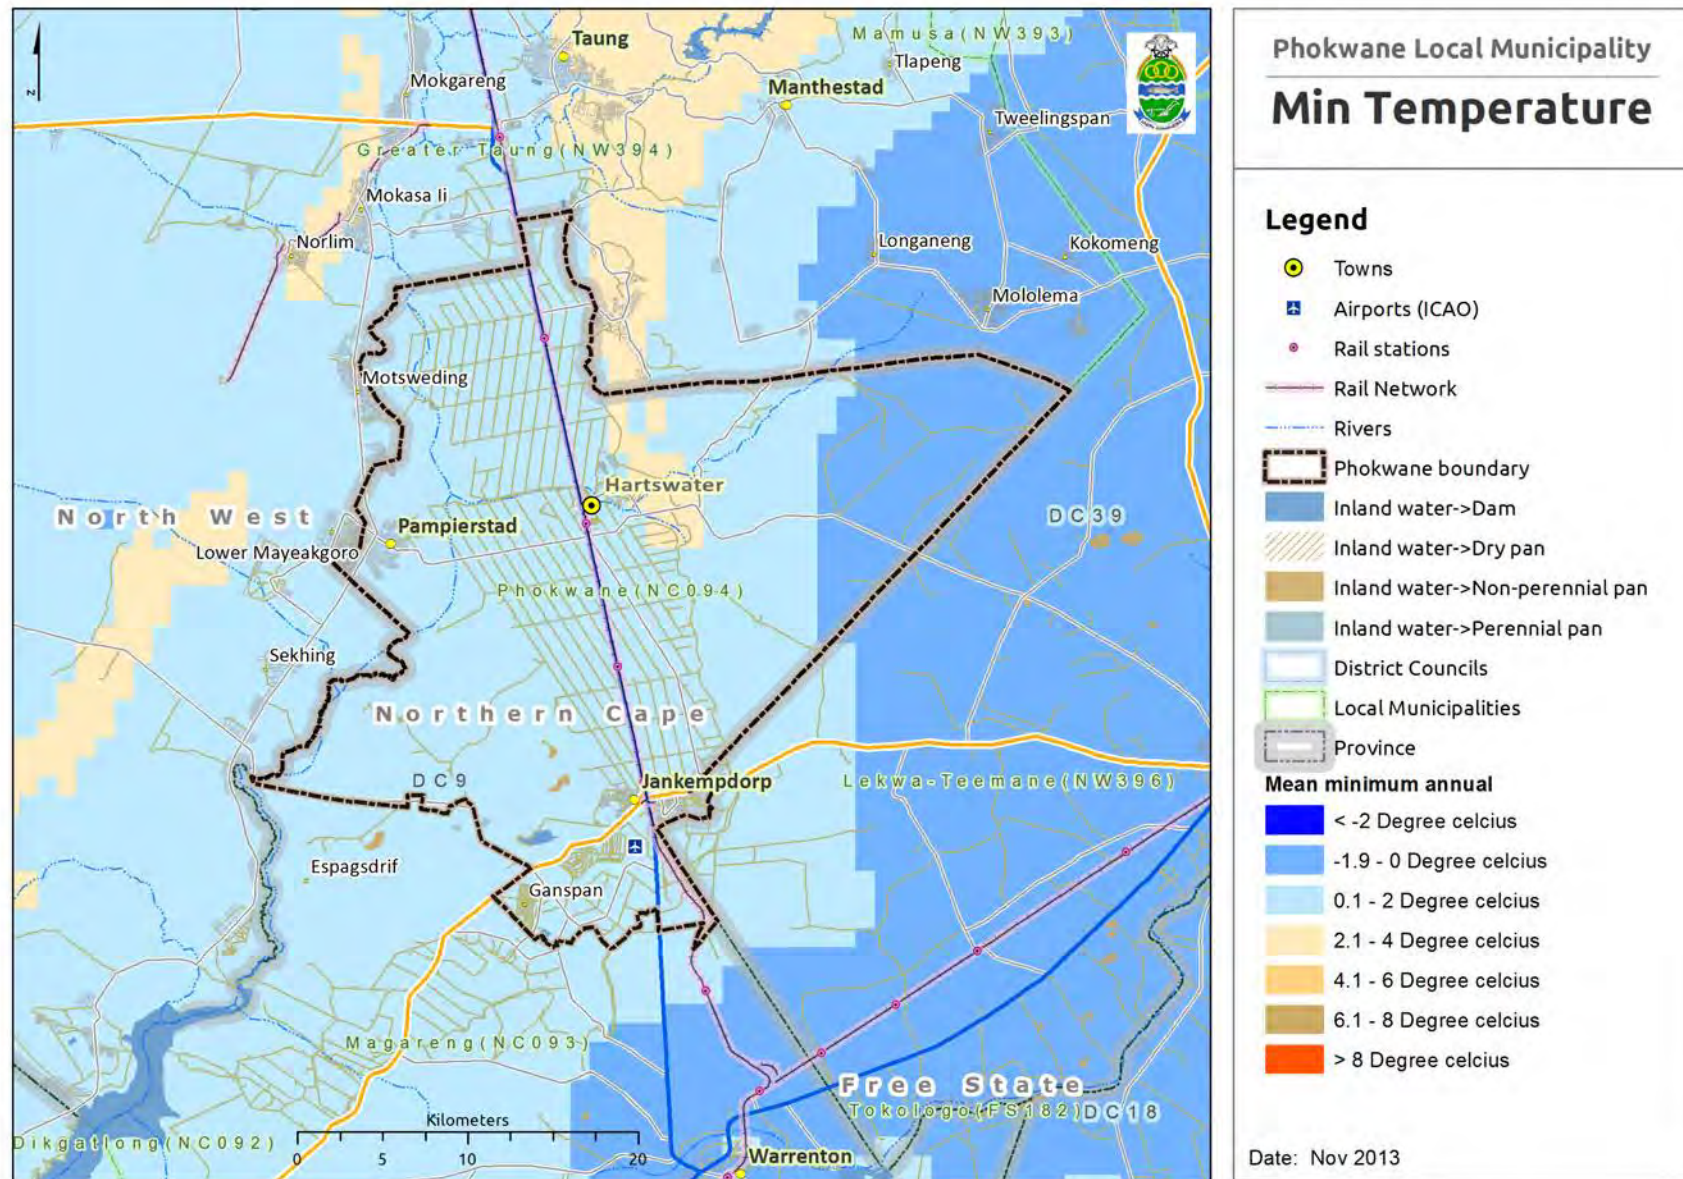 Phokwane Local Municipality
Min Temperature
Legend
Towns
Airports (ICAO)
Rail stations
Rail Network
Rivers
Phokwane boundary
Inland water->Dam
Inland water->Dry pan
Inland water->Non-perennial pan
Inland water->Perennial pan
District Councils
Local Municipalities
Province
Mean minimum annual
< -2 Degree celcius
-1.9 - 0 Degree celcius
0.1 - 2 Degree celcius
2.1 - 4 Degree celcius
4.1 - 6 Degree celcius
6.1 - 8 Degree celcius
> 8 Degree celcius
Date: Nov 2013
N
Taung
Mamusa(NW393)
Tlapeng
Mokgareng
Manthestad
Tweelingspan
Greater Taung(NW394)
Mokasa Ii
Norlim
Longaneng
Kokomeng
Mololema
Motsweding
Hartswater
North West
Pampierstad
DC39
Lower Mayeakgoro
Phokwane(NC094)
Sekhing
Northern Cape
DC9
Jankempdorp
Lekwa-Teemane(NW396)
Espagsdrif
Ganspan
Magareng(NC093)
Free State
Tokologo(FS182)
DC18
Kilometers
0 5 10 20
Dikgatlong(NC092)
Warrenton